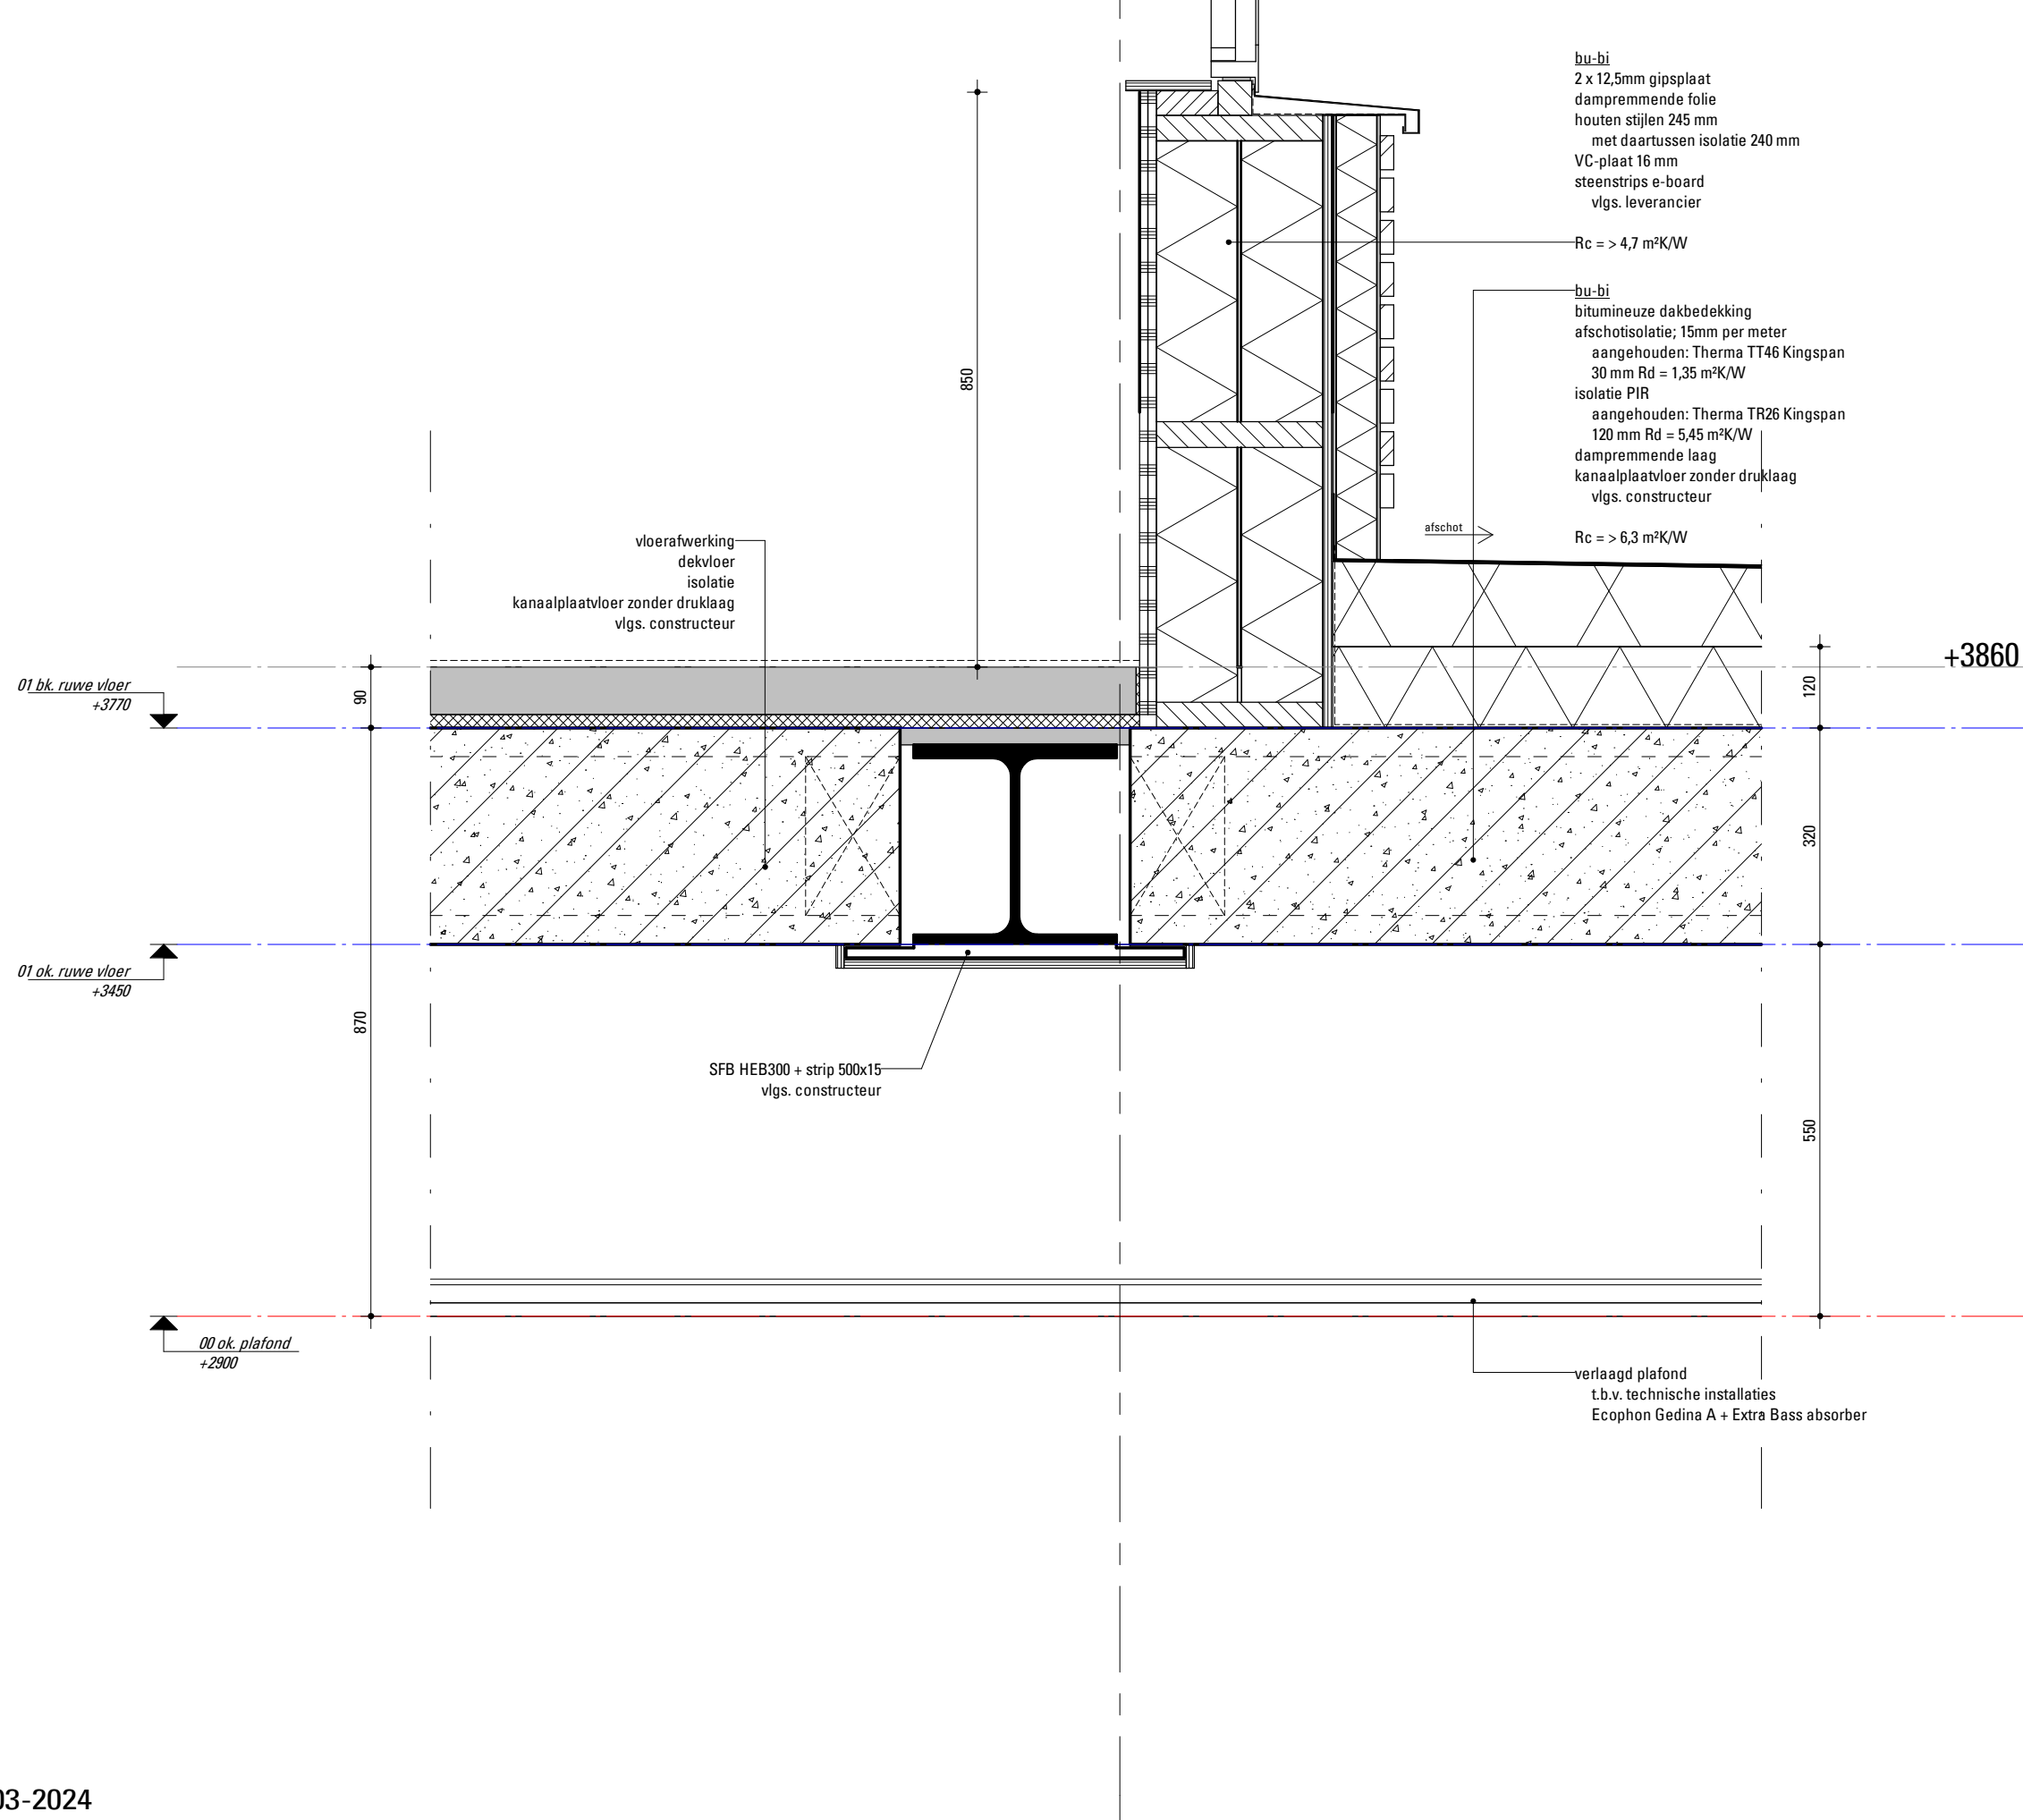 bu-bi
2 x 12,5mm gipsplaat
dampremmende folie
houten stijlen 245 mm
met daartussen isolatie 240 mm
VC-plaat 16 mm
steenstrips e-board
vlgs. leverancier
Rc = > 4,7 m²K/W
bu-bi
bitumineuze dakbedekking
afschotisolatie; 15mm per meter
aangehouden: Therma TT46 Kingspan
30 mm Rd = 1,35 m²K/W
isolatie PIR
aangehouden: Therma TR26 Kingspan
120 mm Rd = 5,45 m²K/W
dampremmende laag
kanaalplaatvloer zonder druklaag
vlgs. constructeur
Rc = > 6,3 m²K/W
850
afschot
vloerafwerking
dekvloer
isolatie
kanaalplaatvloer zonder druklaag
vlgs. constructeur
+3860
01 bk. ruwe vloer
+3770
90
120
320
01 ok. ruwe vloer
+3450
870
SFB HEB300 + strip 500x15
vlgs. constructeur
550
00 ok. plafond
+2900
verlaagd plafond
t.b.v. technische installaties
Ecophon Gedina A + Extra Bass absorber
03-2024